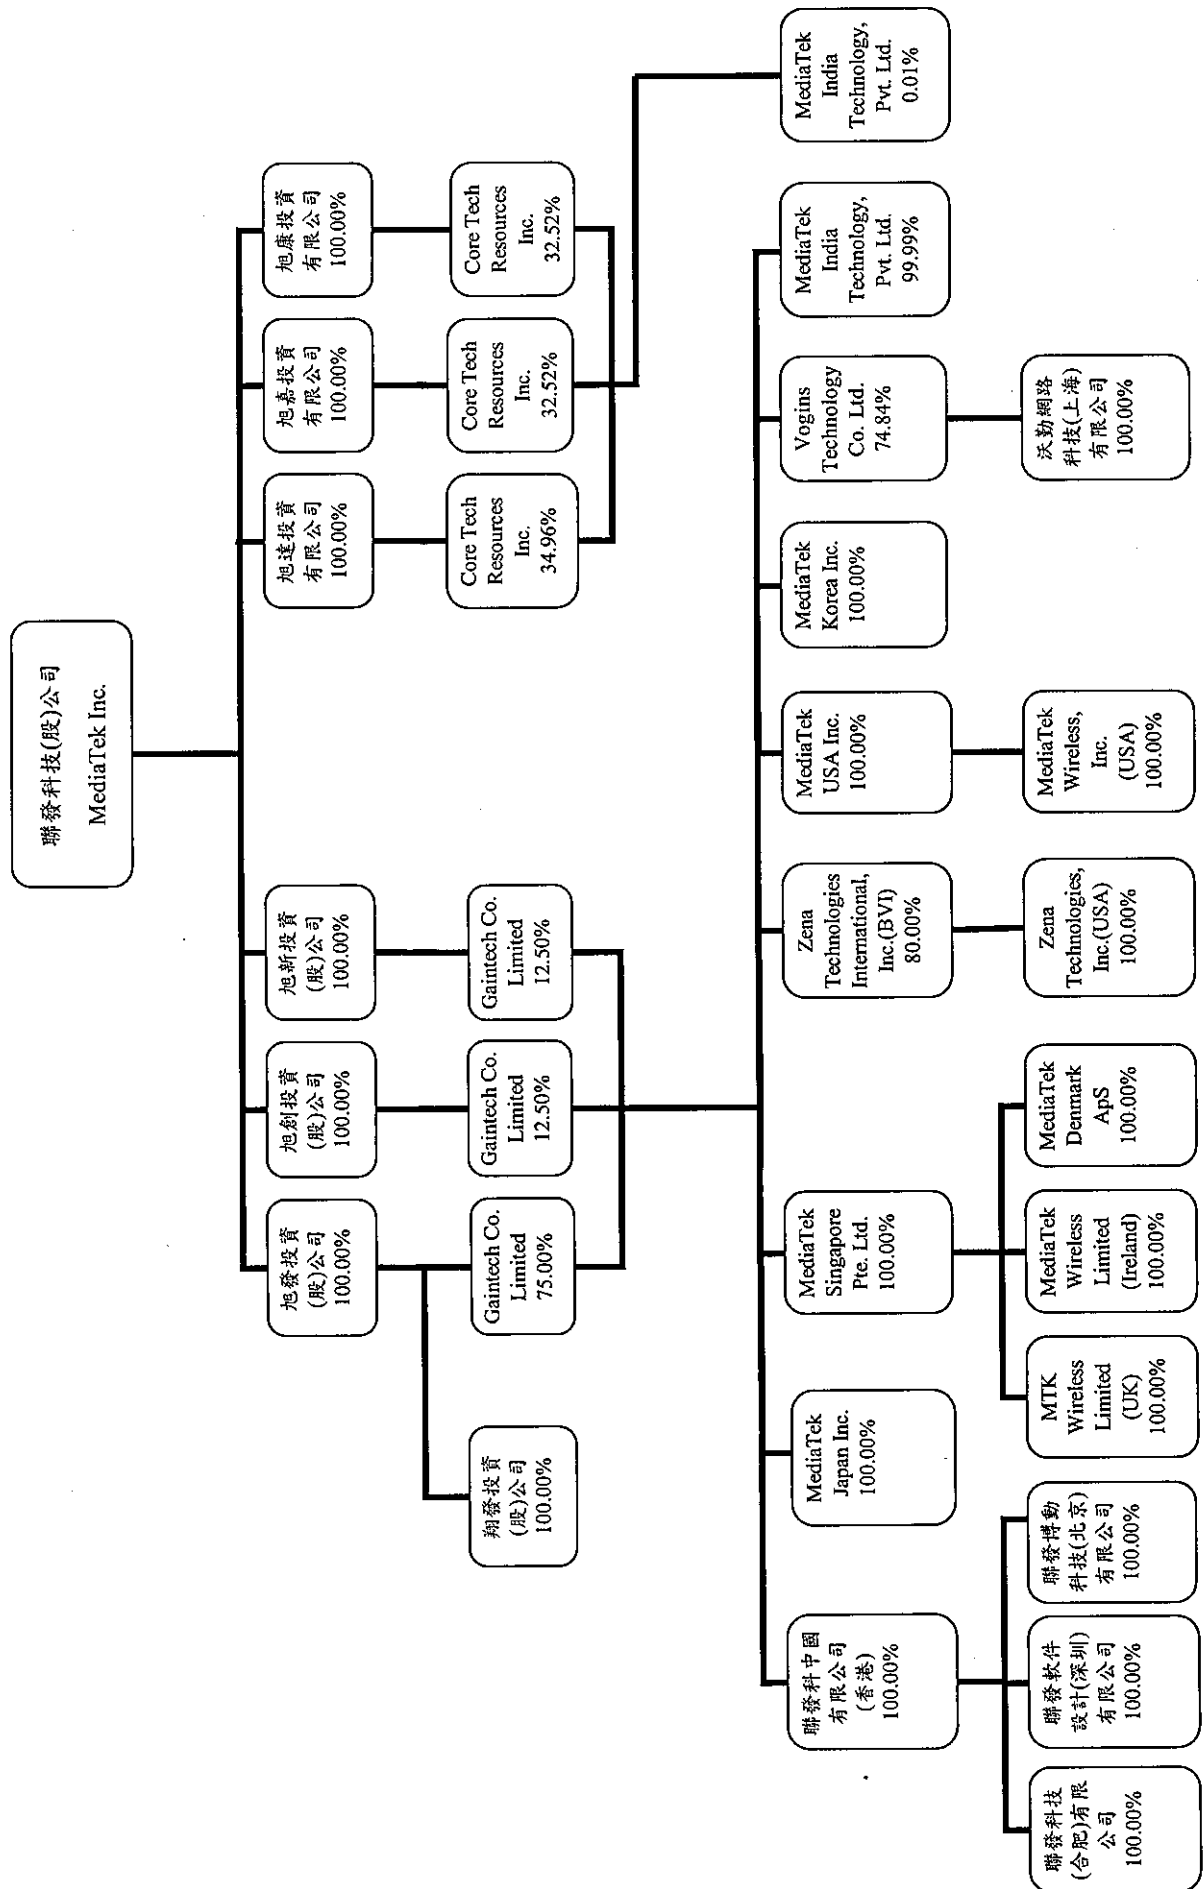 聯發科技(股)公司
MediaTek Inc.
旭發投資
(股)公司
100.00%
旭創投資
(股)公司
100.00%
旭新投資
(股)公司
100.00%
旭達投資
有限公司
100.00%
旭嘉投資
有限公司
100.00%
旭康投資
有限公司
100.00%
翔發投資
(股)公司
100.00%
Gaintech Co.
Limited
75.00%
Gaintech Co.
Limited
12.50%
Gaintech Co.
Limited
12.50%
Core Tech
Resources
Inc.
34.96%
Core Tech
Resources
Inc.
32.52%
Core Tech
Resources
Inc.
32.52%
聯發科中國
有限公司
(香港)
100.00%
MediaTek
Japan Inc.
100.00%
MediaTek
Singapore
Pte. Ltd.
100.00%
Zena
Technologies
International,
Inc.(BVI)
80.00%
MediaTek
USA Inc.
100.00%
MediaTek
Korea Inc.
100.00%
Vogins
Technology
Co. Ltd.
74.84%
MediaTek
India
Technology,
Pvt. Ltd.
99.99%
MediaTek
India
Technology,
Pvt. Ltd.
0.01%
聯發科技
(合肥)有限
公司
100.00%
聯發軟件
設計(深圳)
有限公司
100.00%
聯發博動
科技(北京)
有限公司
100.00%
MTK
Wireless
Limited
(UK)
100.00%
MediaTek
Wireless
Limited
(Ireland)
100.00%
MediaTek
Denmark
ApS
100.00%
Zena
Technologies,
Inc.(USA)
100.00%
MediaTek
Wireless,
Inc.
(USA)
100.00%
沃勤網路
科技(上海)
有限公司
100.00%